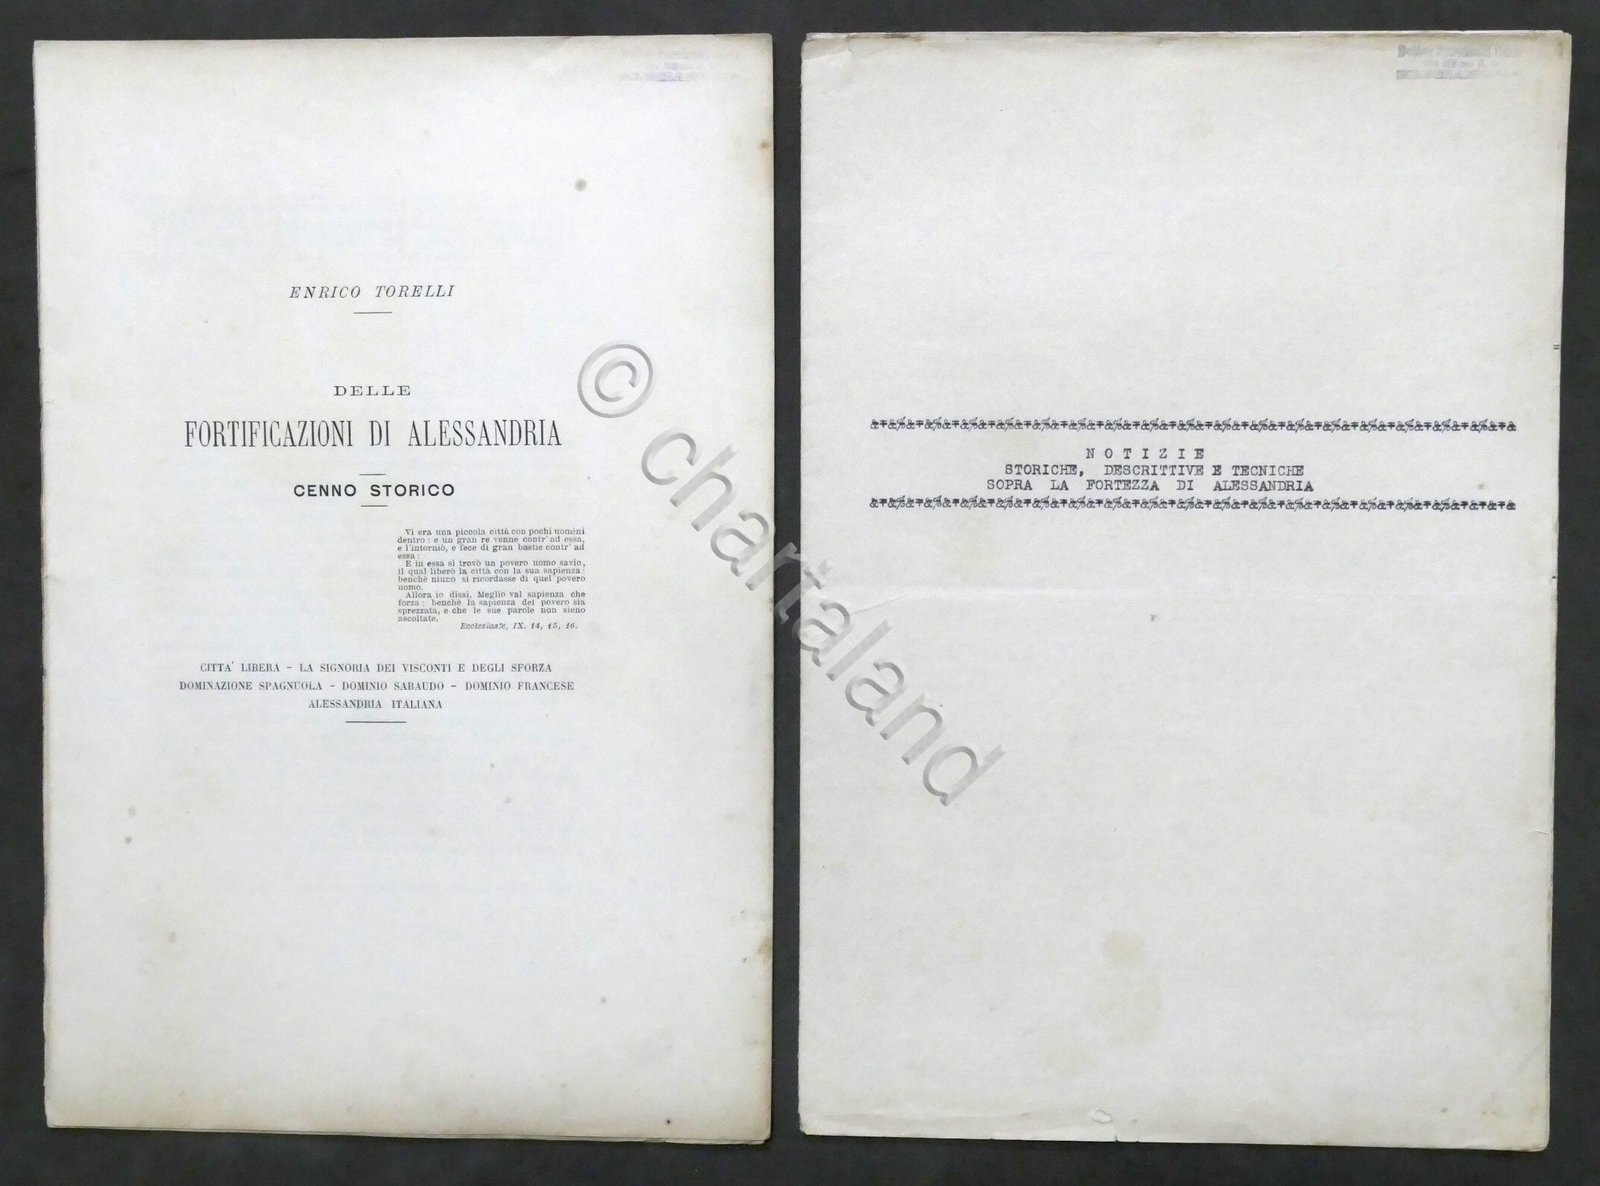 ENRICO TORELLI
DELLE
FORTIFICAZIONI DI ALESSANDRIA
CENNO STORICO
Vi era una piccola città con pochi uomini
dentro : e un gran re venne contr' ad essa,
e l'intorniò, e fece di gran bastie contr' ad
essa :
E in essa si trovò un povero uomo savio,
il qual liberò la città con la sua sapienza :
benchè niuno si ricordasse di quel povero
uomo.
Allora io dissi, Meglio val sapienza che
forza : benchè la sapienza del povero sia
sprezzata, e che le sue parole non sieno
ascoltate.
Ecclesiaste, IX. 14, 15, 16.
CITTA' LIBERA - LA SIGNORIA DEI VISCONTI E DEGLI SFORZA
DOMINAZIONE SPAGNUOLA - DOMINIO SABAUDO - DOMINIO FRANCESE
ALESSANDRIA ITALIANA
© chartaland
NOTIZIE
STORICHE, DESCRITTIVE E TECNICHE
SOPRA LA FORTEZZA DI ALESSANDRIA